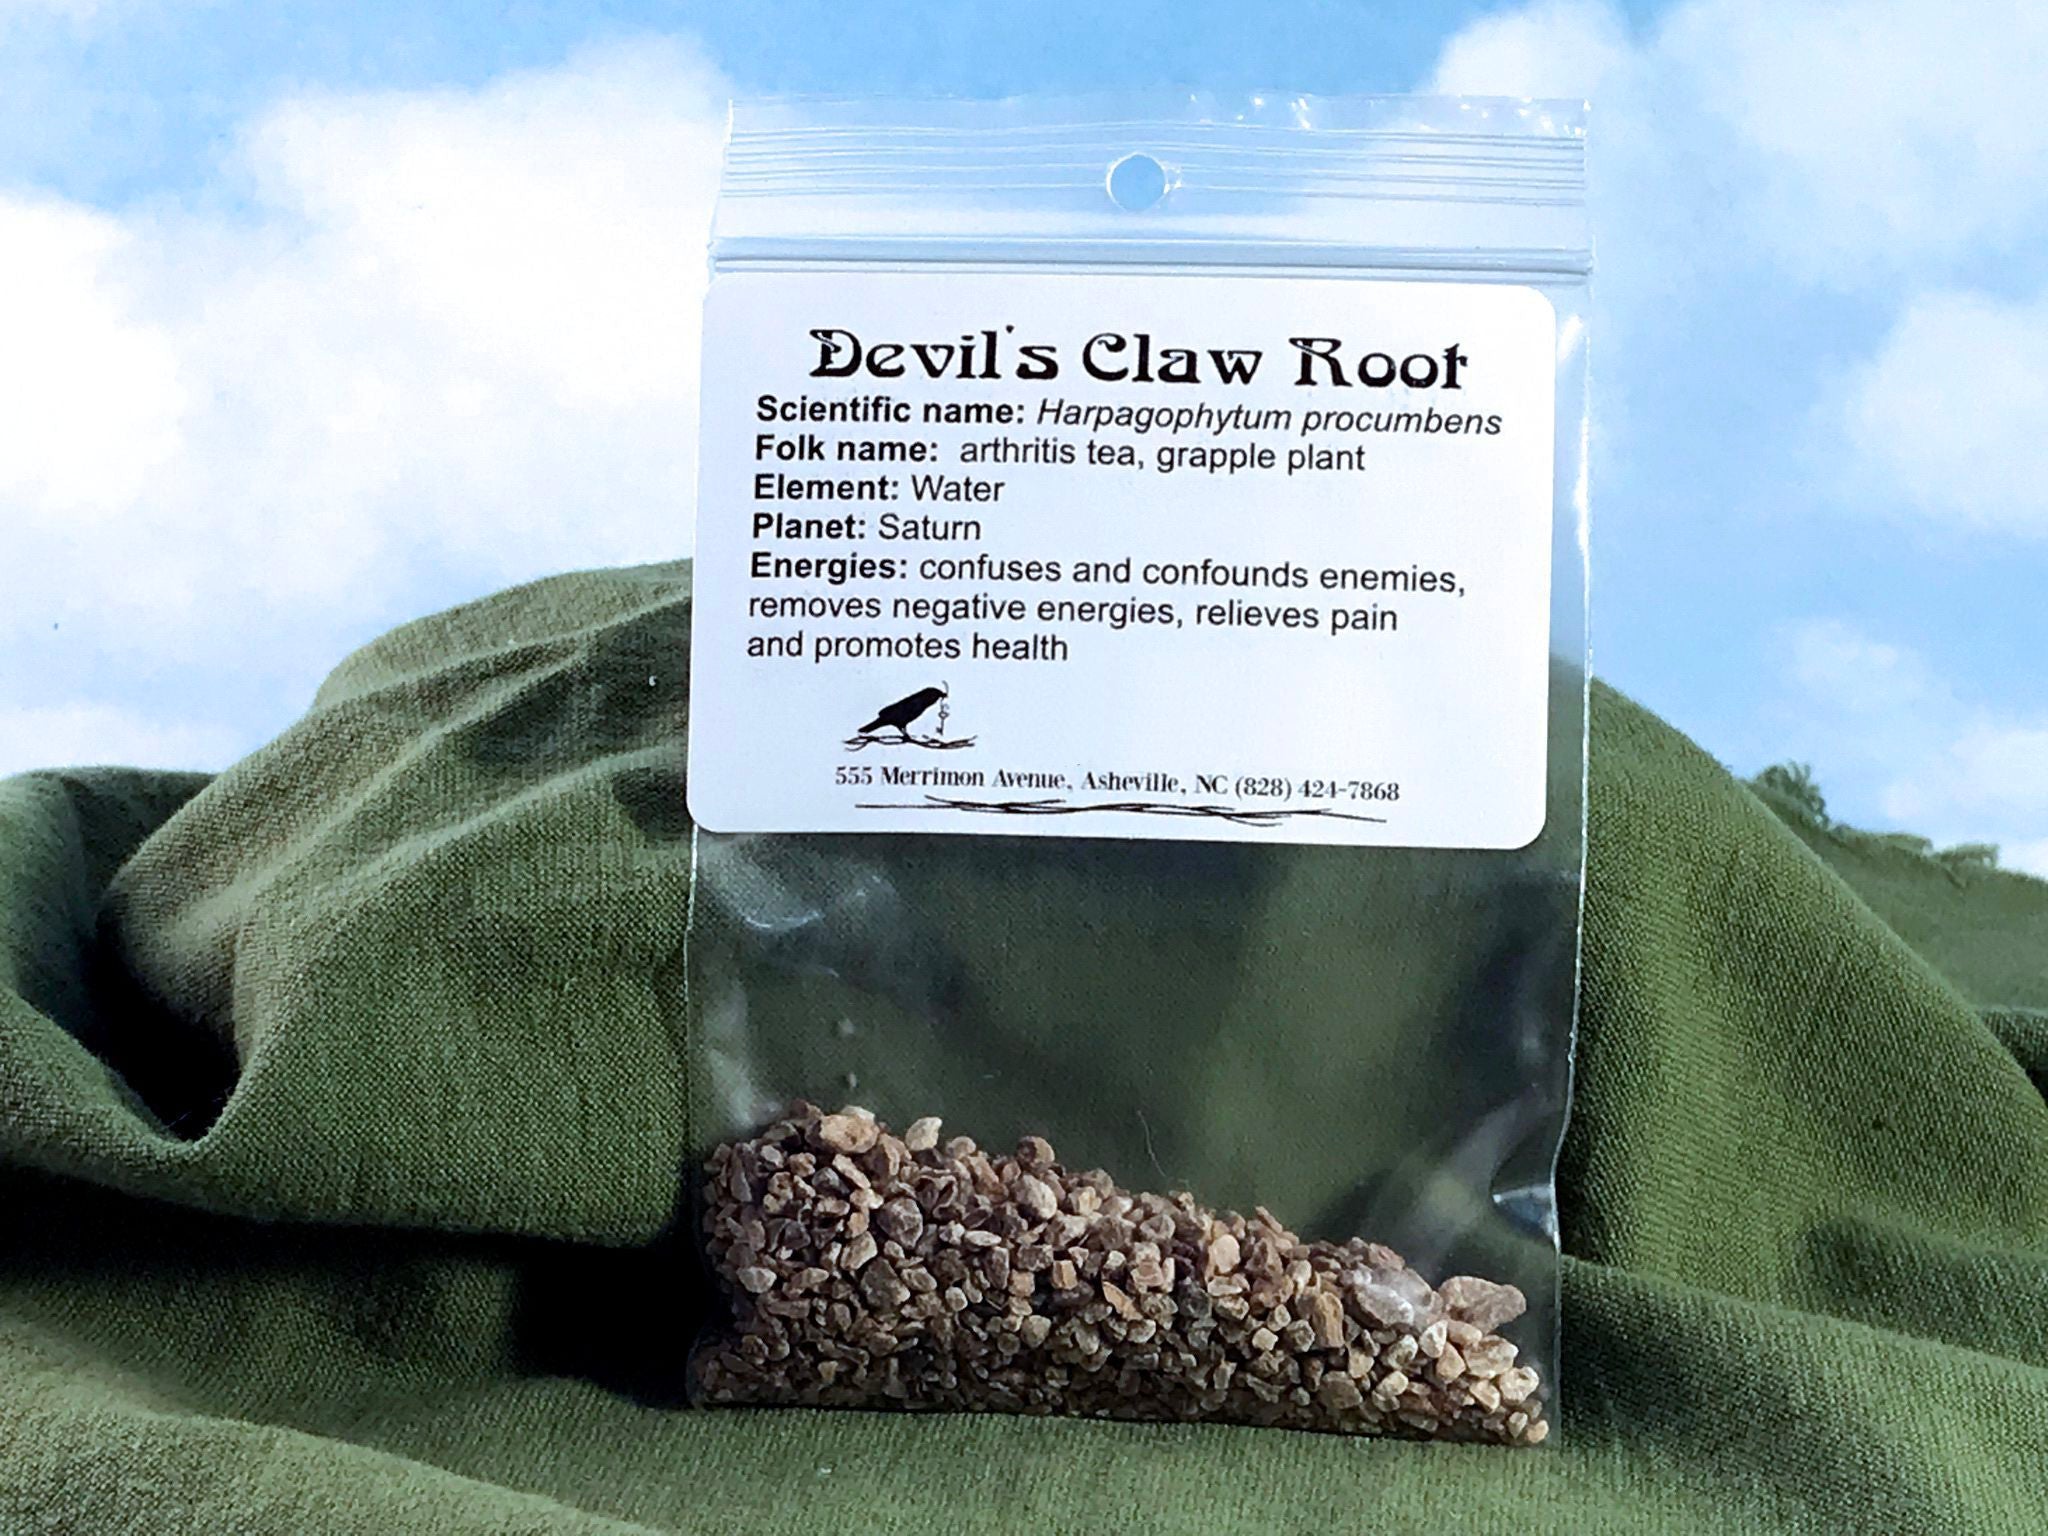 Devil's Claw Root
Scientific name: Harpagophytum procumbens
Folk name: arthritis tea, grapple plant
Element: Water
Planet: Saturn
Energies: confuses and confounds enemies,
removes negative energies, relieves pain
and promotes health
555 Merrimon Avenue, Asheville, NC (828) 424-7868